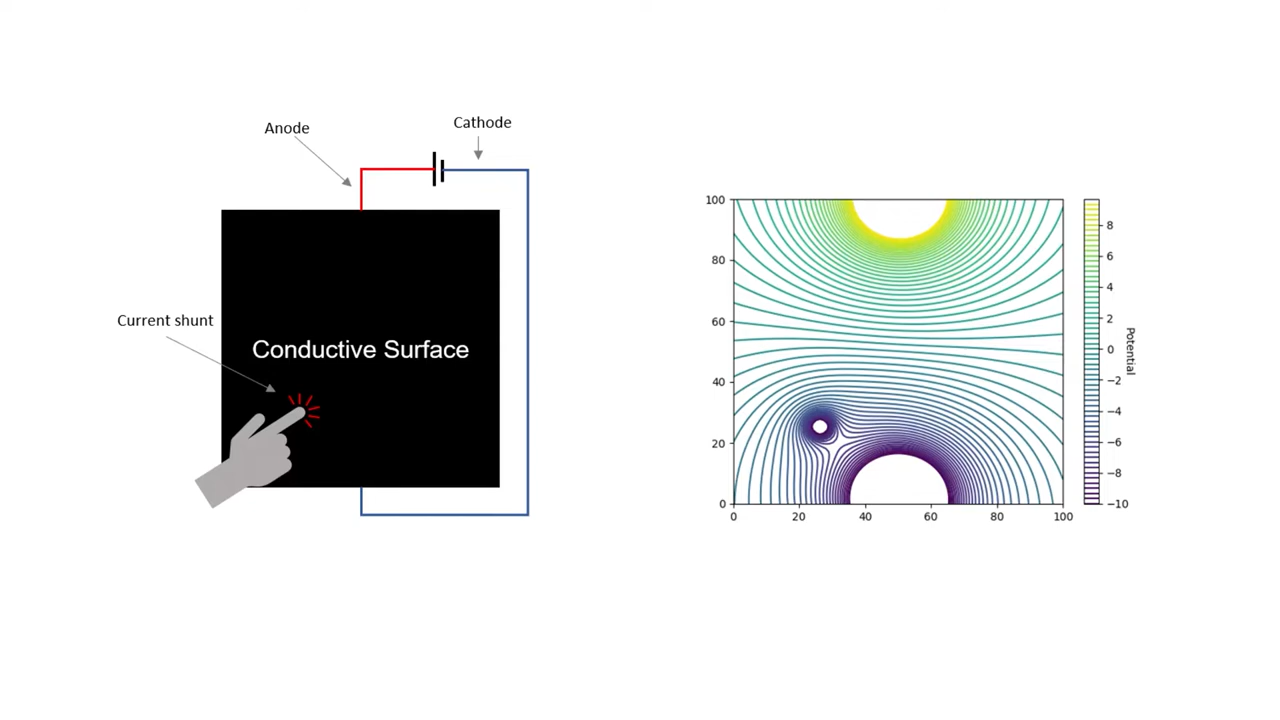 Anode
Cathode
Current shunt
Conductive Surface
100
80
60
40
20
0
0 20 40 60 80 100
8
6
4
2
0
−2
−4
−6
−8
−10
Potential